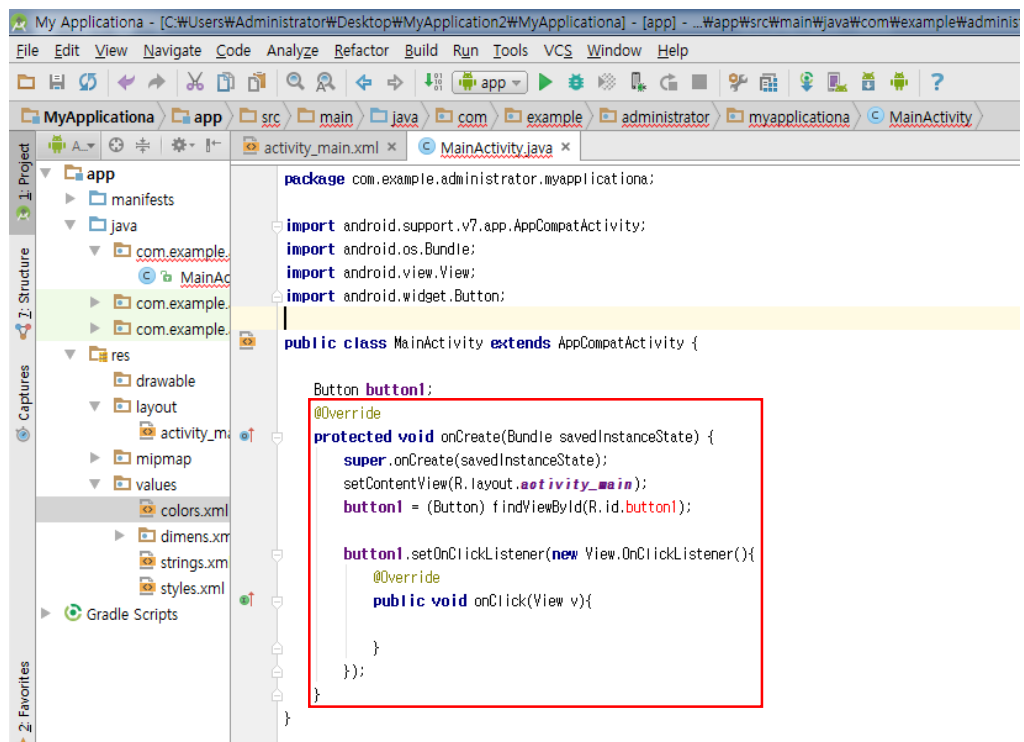 My Applicationa - [C:₩Users₩Administrator₩Desktop₩MyApplication2₩MyApplicationa] - [app] - ...₩app₩src₩main₩java₩com₩example₩adminis
File Edit View Navigate Code Analyze Refactor Build Run Tools VCS Window Help
app
MyApplicationa app src main java com example administrator myapplicationa MainActivity
A.. activity_main.xml MainActivity.java
1: Project
7: Structure
Captures
2: Favorites
app
manifests
java
com.example.
MainAc
com.example.
com.example.
res
drawable
layout
activity_ma
mipmap
values
colors.xml
dimens.xm
strings.xm
styles.xml
Gradle Scripts
package com.example.administrator.myapplicationa;
import android.support.v7.app.AppCompatActivity;
import android.os.Bundle;
import android.view.View;
import android.widget.Button;
public class MainActivity extends AppCompatActivity {
Button button1;
@Override
protected void onCreate(Bundle savedInstanceState) {
super.onCreate(savedInstanceState);
setContentView(R.layout.activity_main);
button1 = (Button) findViewById(R.id.button1);
button1.setOnClickListener(new View.OnClickListener(){
@Override
public void onClick(View v){
}
});
}
}